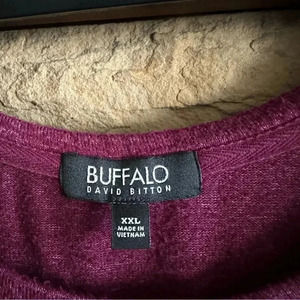 BUFFALO
DAVID BITTON
XXL
MADE IN
VIETNAM